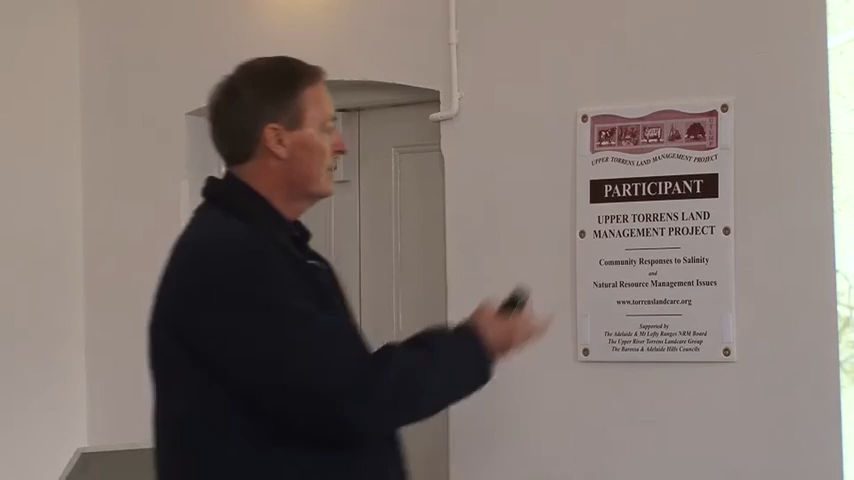 UPPER TORRENS LAND MANAGEMENT PROJECT
PARTICIPANT
UPPER TORRENS LAND
MANAGEMENT PROJECT
Community Responses to Salinity
and
Natural Resource Management Issues
www.torrenslandcare.org
Supported by
The Adelaide & Mt Lofty Ranges NRM Board
The Upper River Torrens Landcare Group
The Barossa & Adelaide Hills Councils